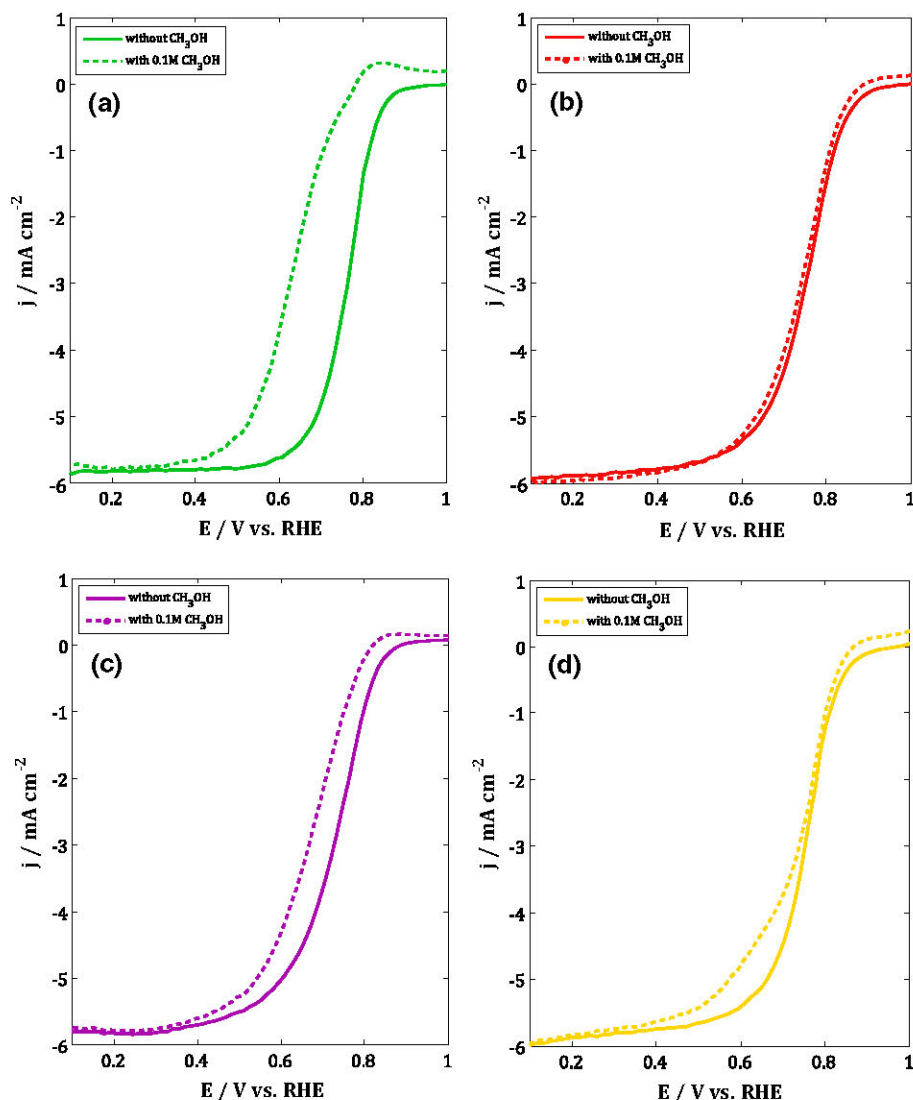 without CH₃OH
with 0.1M CH₃OH
(a)
1
0
-1
-2
-3
-4
-5
-6
j / mA cm⁻²
0.2 0.4 0.6 0.8 1
E / V vs. RHE
without CH₃OH
with 0.1M CH₃OH
(b)
1
0
-1
-2
-3
-4
-5
-6
j / mA cm⁻²
0.2 0.4 0.6 0.8 1
E / V vs. RHE
without CH₃OH
with 0.1M CH₃OH
(c)
1
0
-1
-2
-3
-4
-5
-6
j / mA cm⁻²
0.2 0.4 0.6 0.8 1
E / V vs. RHE
without CH₃OH
with 0.1M CH₃OH
(d)
1
0
-1
-2
-3
-4
-5
-6
j / mA cm⁻²
0.2 0.4 0.6 0.8 1
E / V vs. RHE